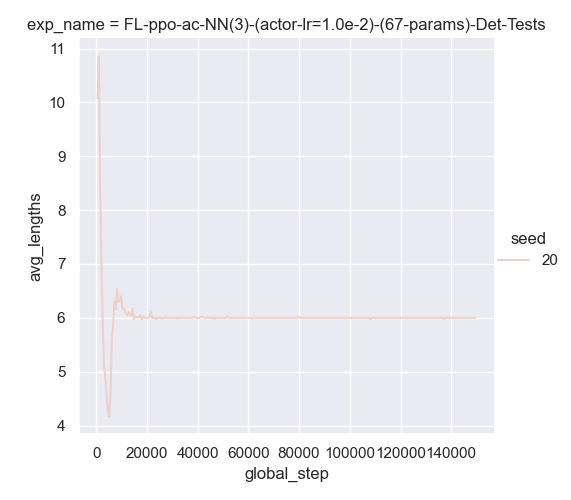 exp_name = FL-ppo-ac-NN(3)-(actor-lr=1.0e-2)-(67-params)-Det-Tests
11
10
9
8
7
6
5
4
avg_lengths
seed
20
0 20000 40000 60000 80000 100000 120000 140000
global_step